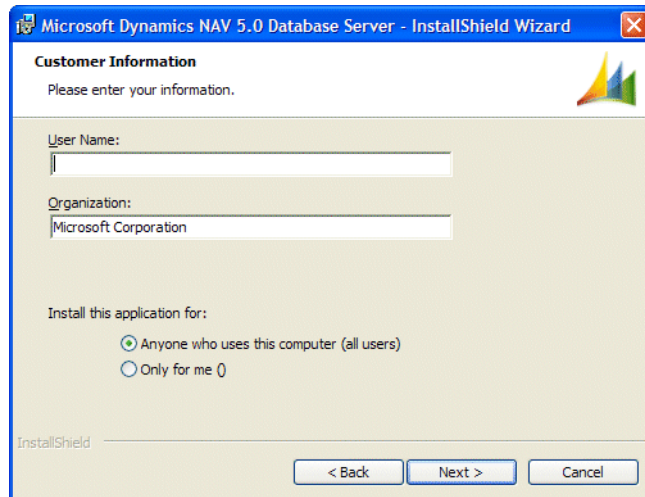 Microsoft Dynamics NAV 5.0 Database Server - InstallShield Wizard
Customer Information
Please enter your information.
User Name:
Organization:
Microsoft Corporation
Install this application for:
Anyone who uses this computer (all users)
Only for me ()
InstallShield
< Back Next > Cancel